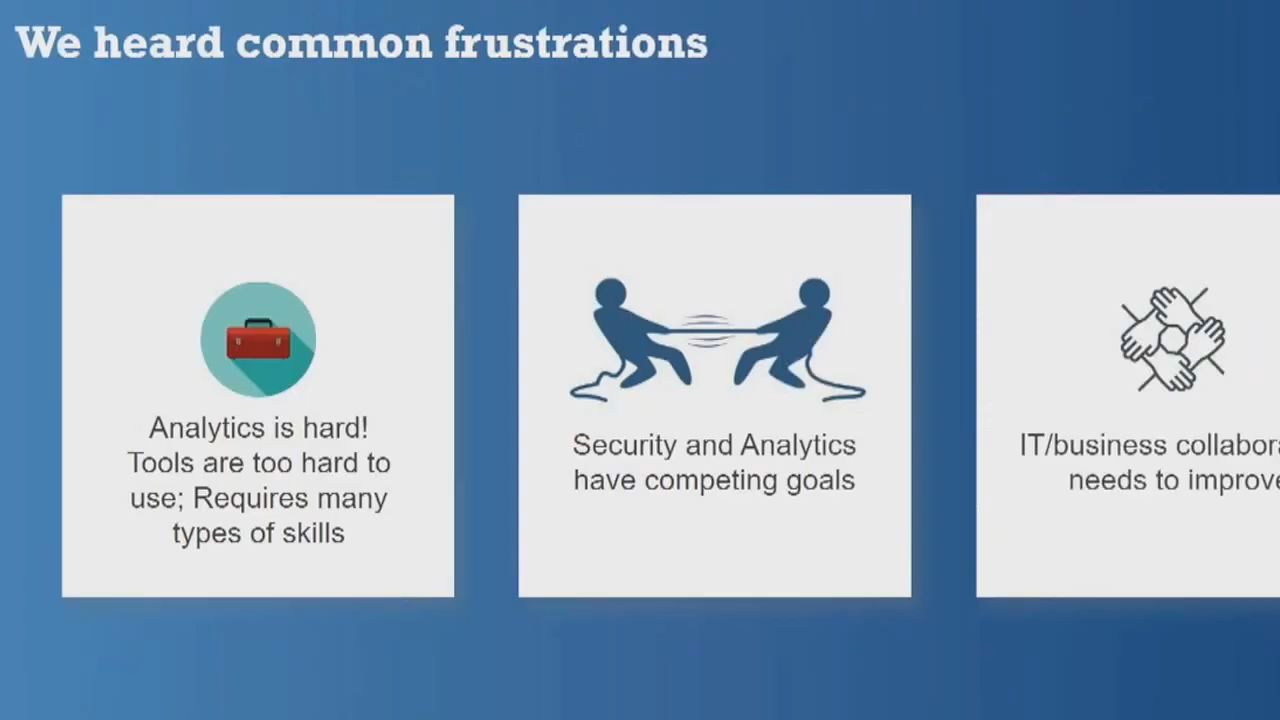 We heard common frustrations
Analytics is hard!
Tools are too hard to
use; Requires many
types of skills
Security and Analytics
have competing goals
IT/business
needs to improve